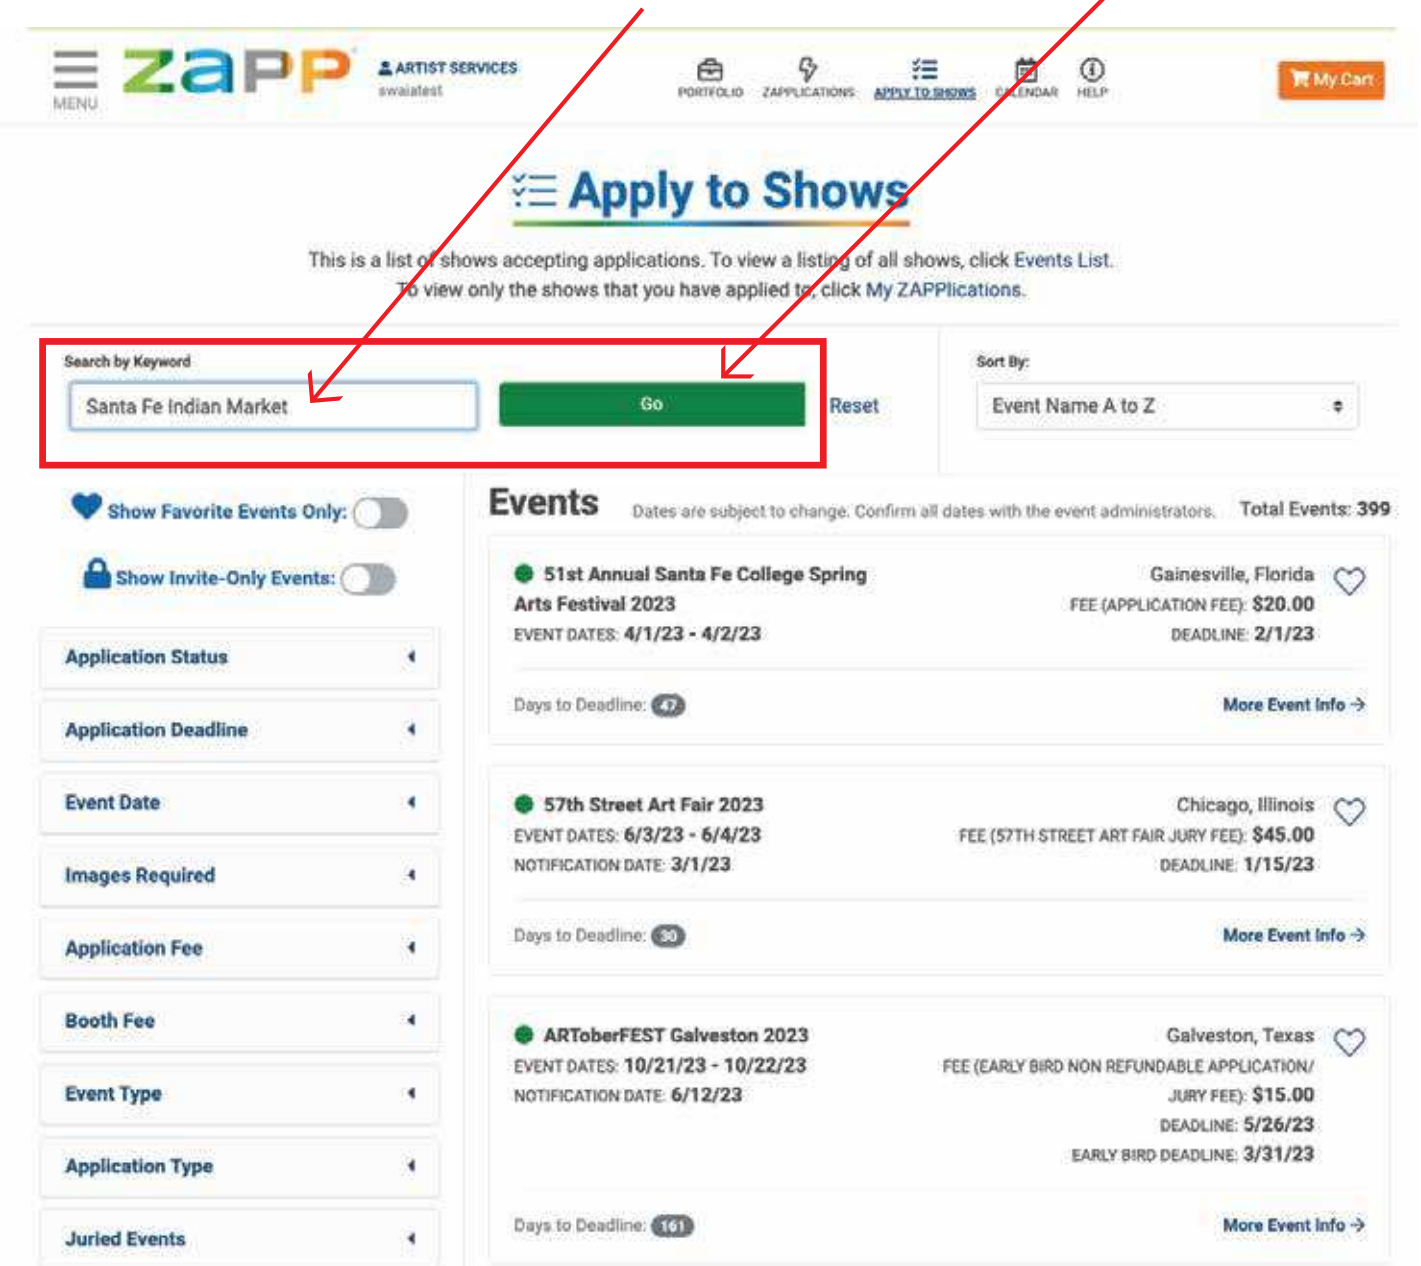 zapp
MENU
ARTIST SERVICES
swaiatest
PORTFOLIO
ZAPPLICATIONS
APPLY TO SHOWS
CALENDAR
HELP
My Cart
Apply to Shows
This is a list of shows accepting applications. To view a listing of all shows, click Events List.
To view only the shows that you have applied to, click My ZAPPlications.
Search by Keyword
Santa Fe Indian Market
Go
Reset
Sort By:
Event Name A to Z
Show Favorite Events Only:
Show Invite-Only Events:
Application Status
Application Deadline
Event Date
Images Required
Application Fee
Booth Fee
Event Type
Application Type
Juried Events
Events
Dates are subject to change. Confirm all dates with the event administrators.
Total Events: 399
51st Annual Santa Fe College Spring
Arts Festival 2023
EVENT DATES: 4/1/23 - 4/2/23
Gainesville, Florida
FEE (APPLICATION FEE): $20.00
DEADLINE: 2/1/23
Days to Deadline: 47
More Event Info →
57th Street Art Fair 2023
EVENT DATES: 6/3/23 - 6/4/23
NOTIFICATION DATE: 3/1/23
Chicago, Illinois
FEE (57TH STREET ART FAIR JURY FEE): $45.00
DEADLINE: 1/15/23
Days to Deadline: 30
More Event Info →
ARToberFEST Galveston 2023
EVENT DATES: 10/21/23 - 10/22/23
NOTIFICATION DATE: 6/12/23
Galveston, Texas
FEE (EARLY BIRD NON REFUNDABLE APPLICATION/
JURY FEE): $15.00
DEADLINE: 5/26/23
EARLY BIRD DEADLINE: 3/31/23
Days to Deadline: 161
More Event Info →